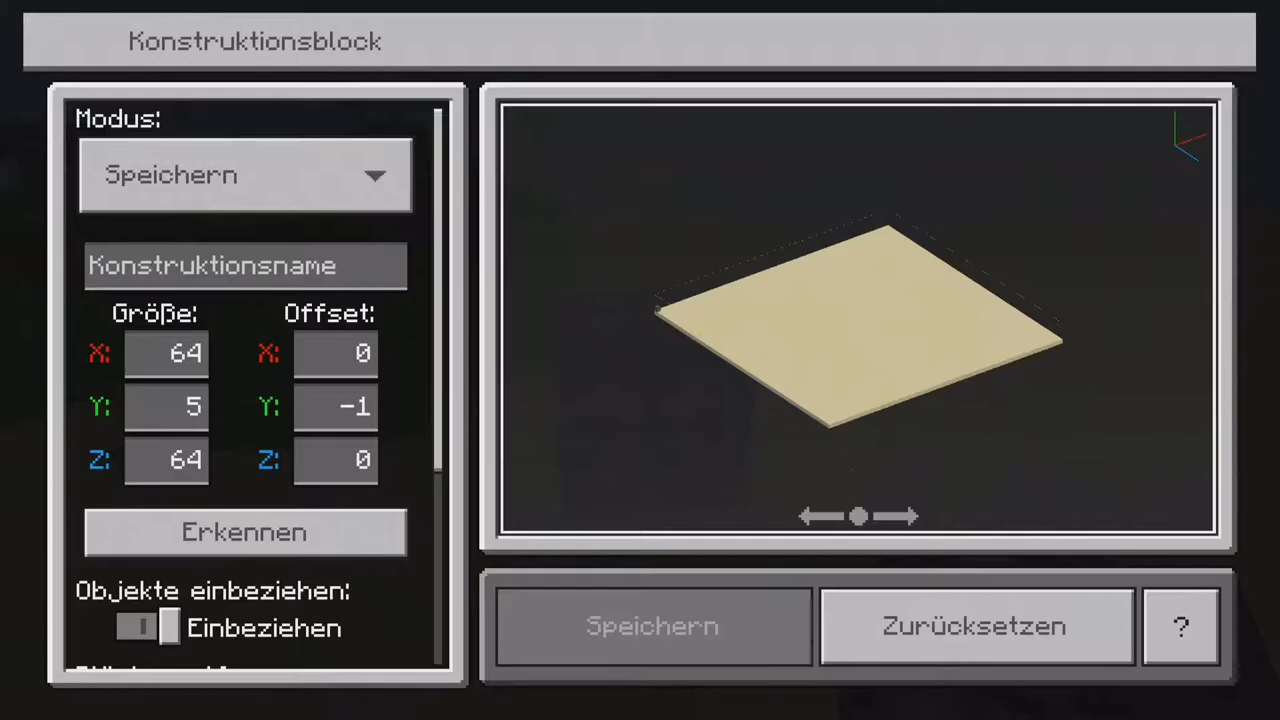 Konstruktionsblock
Modus:
Speichern
Konstruktionsname
Größe: Offset:
X: 64 X: 0
Y: 5 Y: -1
Z: 64 Z: 0
Erkennen
Objekte einbeziehen:
Einbeziehen
Speichern Zurücksetzen ?